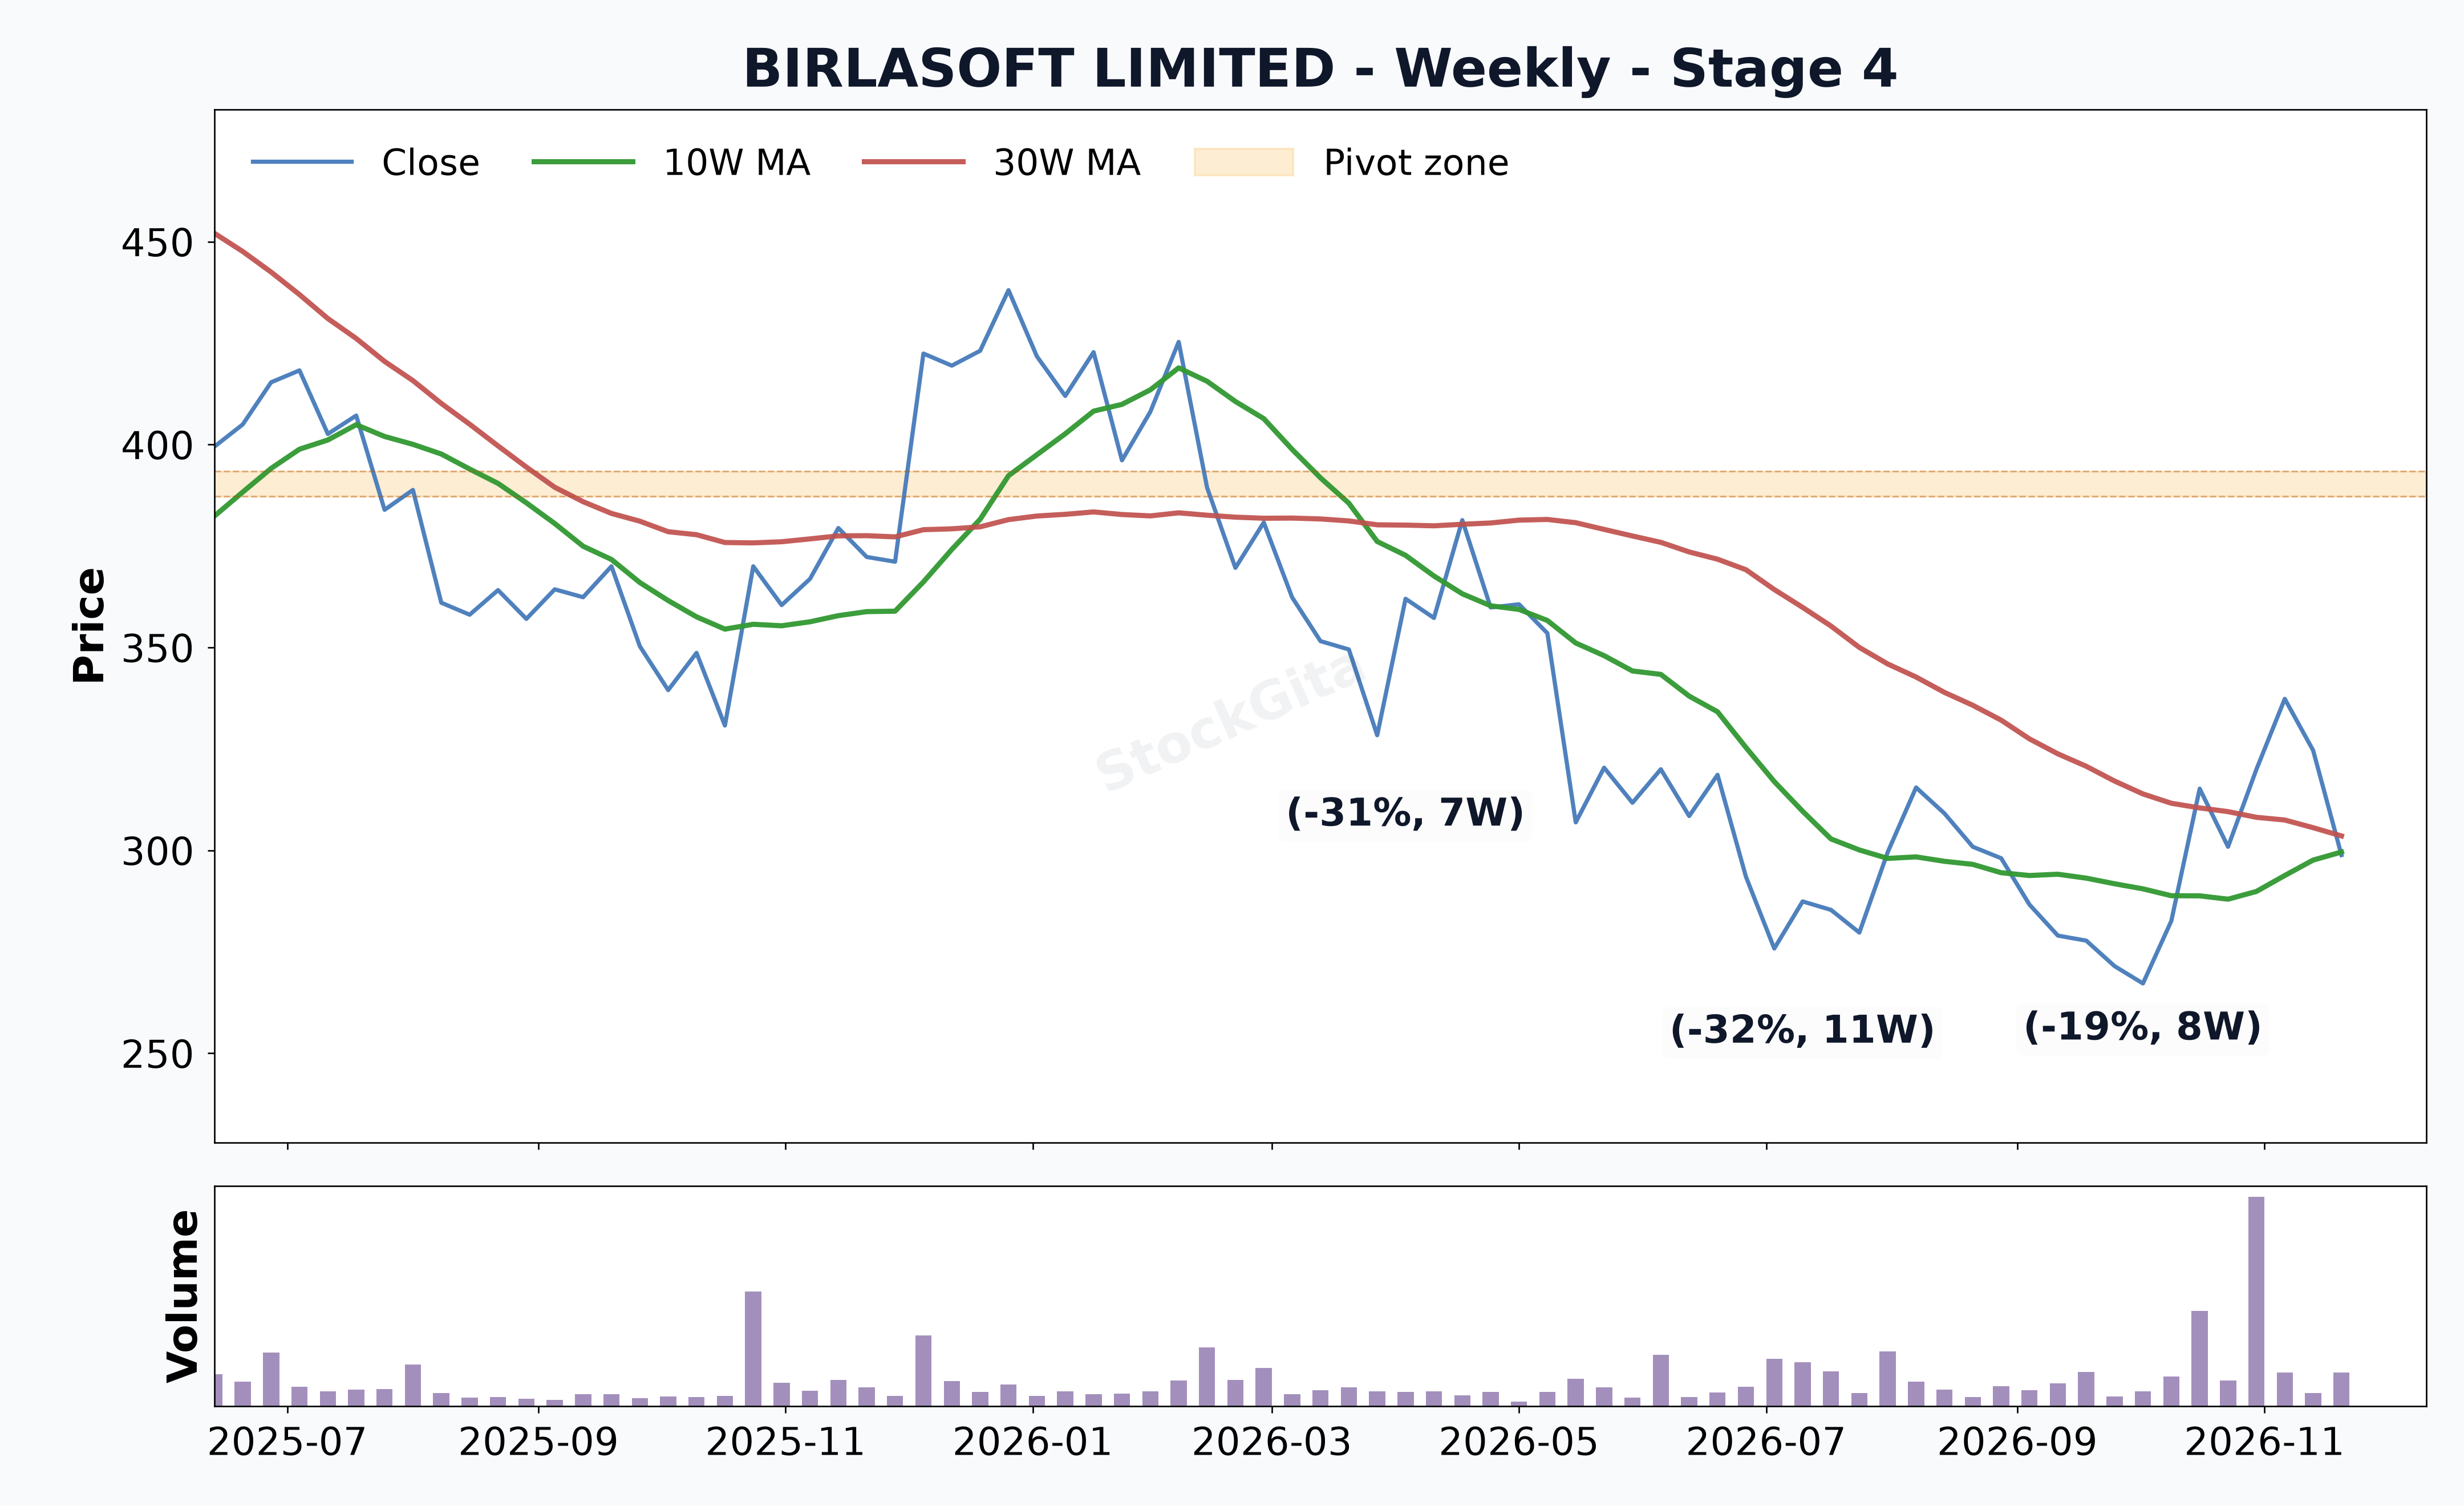 BIRLASOFT LIMITED - Weekly - Stage 4
Close 10W MA 30W MA Pivot zone
450
400
350
300
250
Price
StockGita
(-31%, 7W)
(-32%, 11W)
(-19%, 8W)
Volume
2025-07 2025-09 2025-11 2026-01 2026-03 2026-05 2026-07 2026-09 2026-11